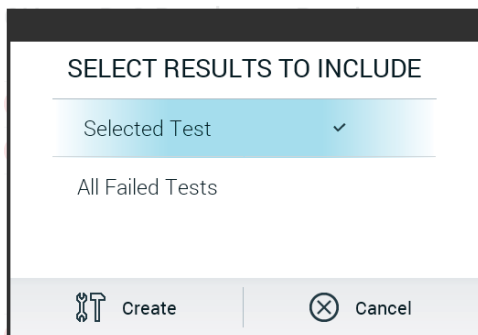 SELECT RESULTS TO INCLUDE
Selected Test
All Failed Tests
Create
Cancel